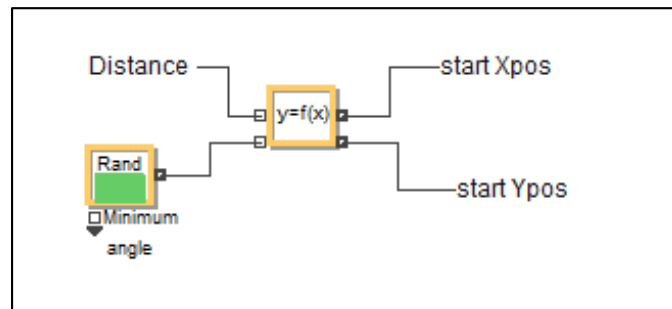 Distance
start Xpos
y=f(x)
Rand
start Ypos
Minimum
angle